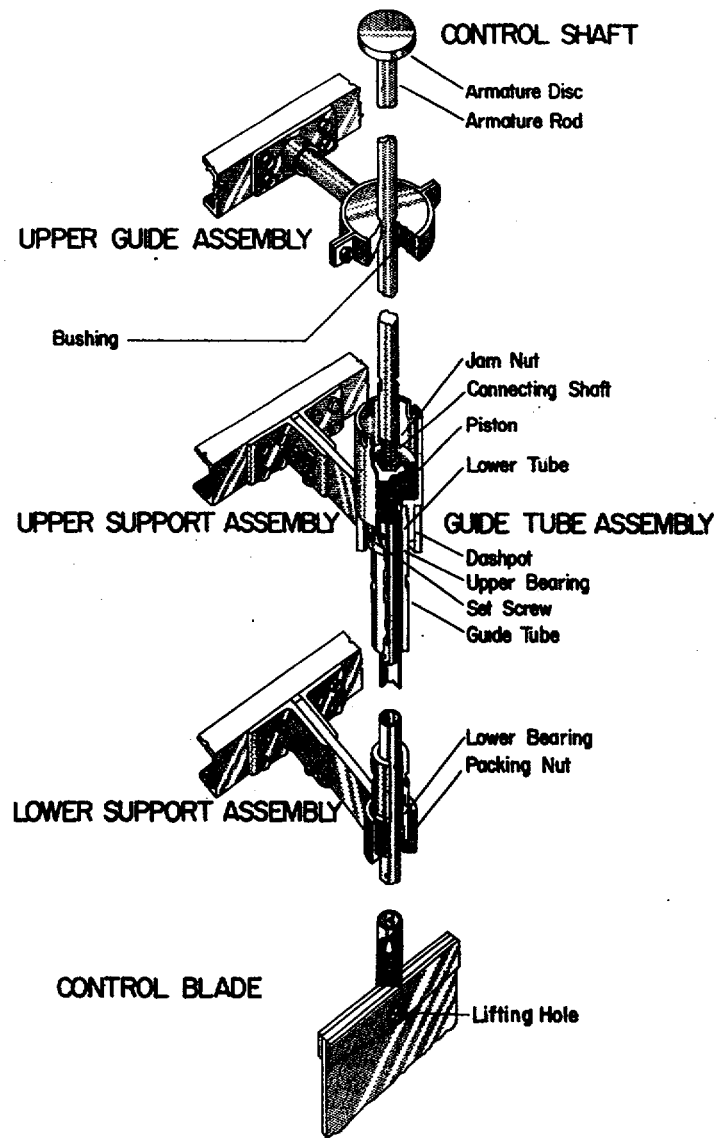 CONTROL SHAFT
Armature Disc
Armature Rod
UPPER GUIDE ASSEMBLY
Bushing
Jam Nut
Connecting Shaft
Piston
Lower Tube
UPPER SUPPORT ASSEMBLY
GUIDE TUBE ASSEMBLY
Dashpot
Upper Bearing
Set Screw
Guide Tube
Lower Bearing
Packing Nut
LOWER SUPPORT ASSEMBLY
CONTROL BLADE
Lifting Hole